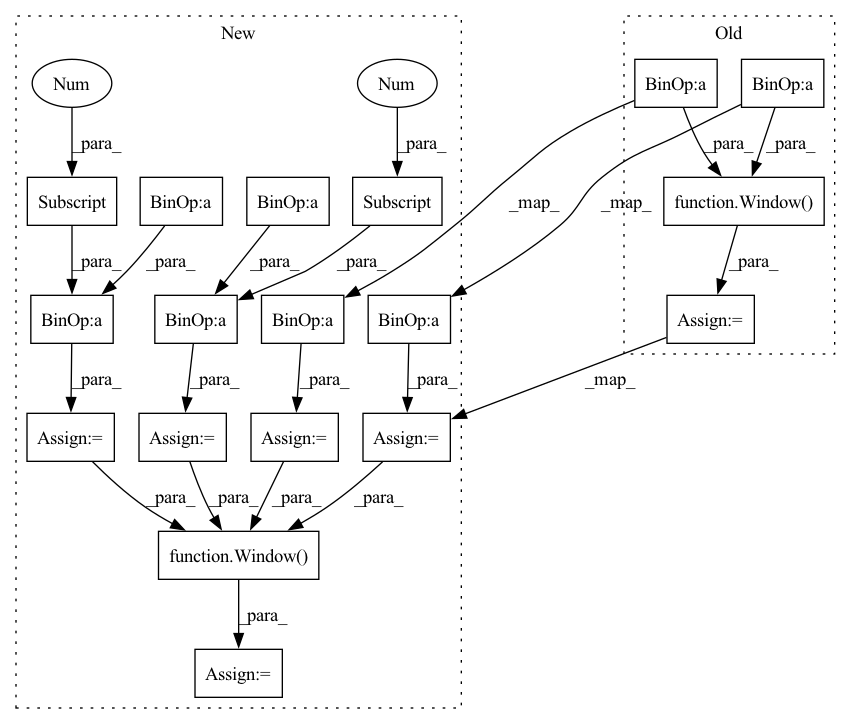 New
Old
Num
Num
BinOp:a
BinOp:a
_para_
_para_
_para_
_para_
Subscript
BinOp:a
BinOp:a
Subscript
_map_
_map_
function.Window()
_para_
_para_
_para_
_para_
_para_
BinOp:a
BinOp:a
BinOp:a
BinOp:a
Assign:=
_para_
_para_
_para_
_para_
_map_
Assign:=
Assign:=
Assign:=
Assign:=
_para_
_para_
_para_
_para_
function.Window()
_para_
Assign:=